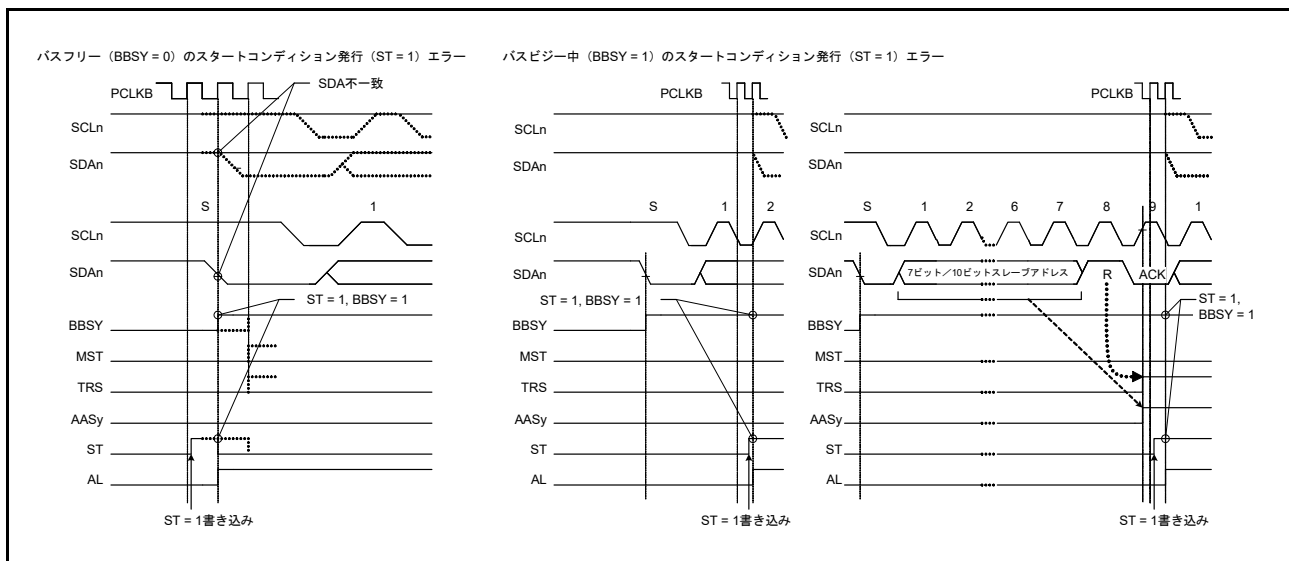 バスフリー（BBSY = 0）のスタートコンディション発行（ST = 1）エラー
PCLKB
SDA不一致
SCLn
SDAn
S
1
SCLn
SDAn
ST = 1, BBSY = 1
BBSY
MST
TRS
AASy
ST
AL
ST = 1書き込み
バスビジー中（BBSY = 1）のスタートコンディション発行（ST = 1）エラー
PCLKB
SCLn
SDAn
S
1
2
SCLn
SDAn
ST = 1, BBSY = 1
BBSY
MST
TRS
AASy
ST
AL
ST = 1書き込み
PCLKB
SCLn
SDAn
S
1
2
6
7
8
9
1
SCLn
SDAn
7ビット／10ビットスレーブアドレス
R
ACK
ST = 1,
BBSY = 1
BBSY
MST
TRS
AASy
ST
AL
ST = 1書き込み